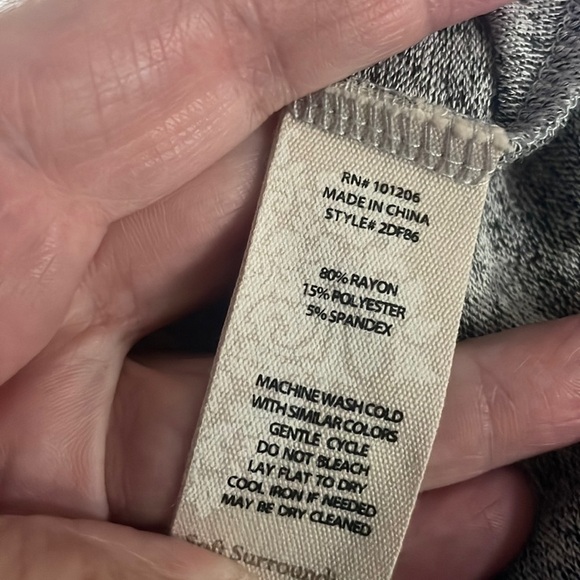 RN# 101206
MADE IN CHINA
STYLE# 2DF86
80% RAYON
15% POLYESTER
5% SPANDEX
MACHINE WASH COLD
WITH SIMILAR COLORS
GENTLE CYCLE
DO NOT BLEACH
LAY FLAT TO DRY
COOL IRON IF NEEDED
MAY BE DRY CLEANED
Soft